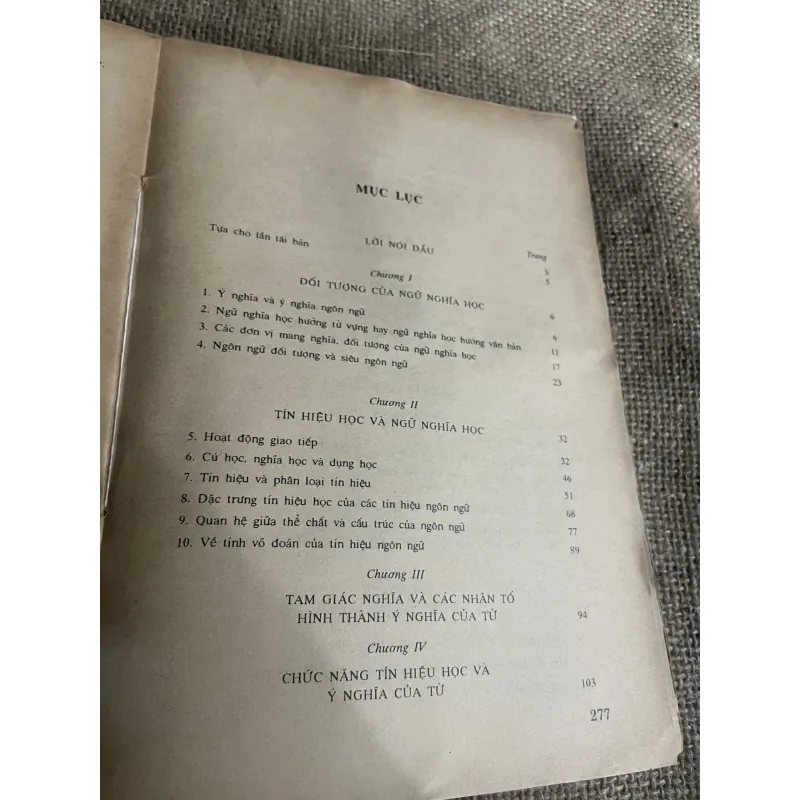 MỤC LỤC
Trang
Tựa cho lần tái bản 5
LỜI NÓI ĐẦU 5
Chương I
ĐỐI TƯỢNG CỦA NGỮ NGHĨA HỌC 6
1. Ý nghĩa và ý nghĩa ngôn ngữ 6
2. Ngữ nghĩa học hướng từ vựng hay ngữ nghĩa học hướng văn bản 11
3. Các đơn vị mang nghĩa, đối tượng của ngữ nghĩa học 17
4. Ngôn ngữ đối tượng và siêu ngôn ngữ 23
Chương II
TÍN HIỆU HỌC VÀ NGỮ NGHĨA HỌC 32
5. Hoạt động giao tiếp 32
6. Cú học, nghĩa học và dụng học 46
7. Tín hiệu và phân loại tín hiệu 51
8. Đặc trưng tín hiệu học của các tín hiệu ngôn ngữ 68
9. Quan hệ giữa thể chất và cấu trúc của ngôn ngữ 77
10. Về tính võ đoán của tín hiệu ngôn ngữ 89
Chương III
TAM GIÁC NGHĨA VÀ CÁC NHÂN TỐ
HÌNH THÀNH Ý NGHĨA CỦA TỪ 94
Chương IV
CHỨC NĂNG TÍN HIỆU HỌC VÀ
Ý NGHĨA CỦA TỪ 103
277